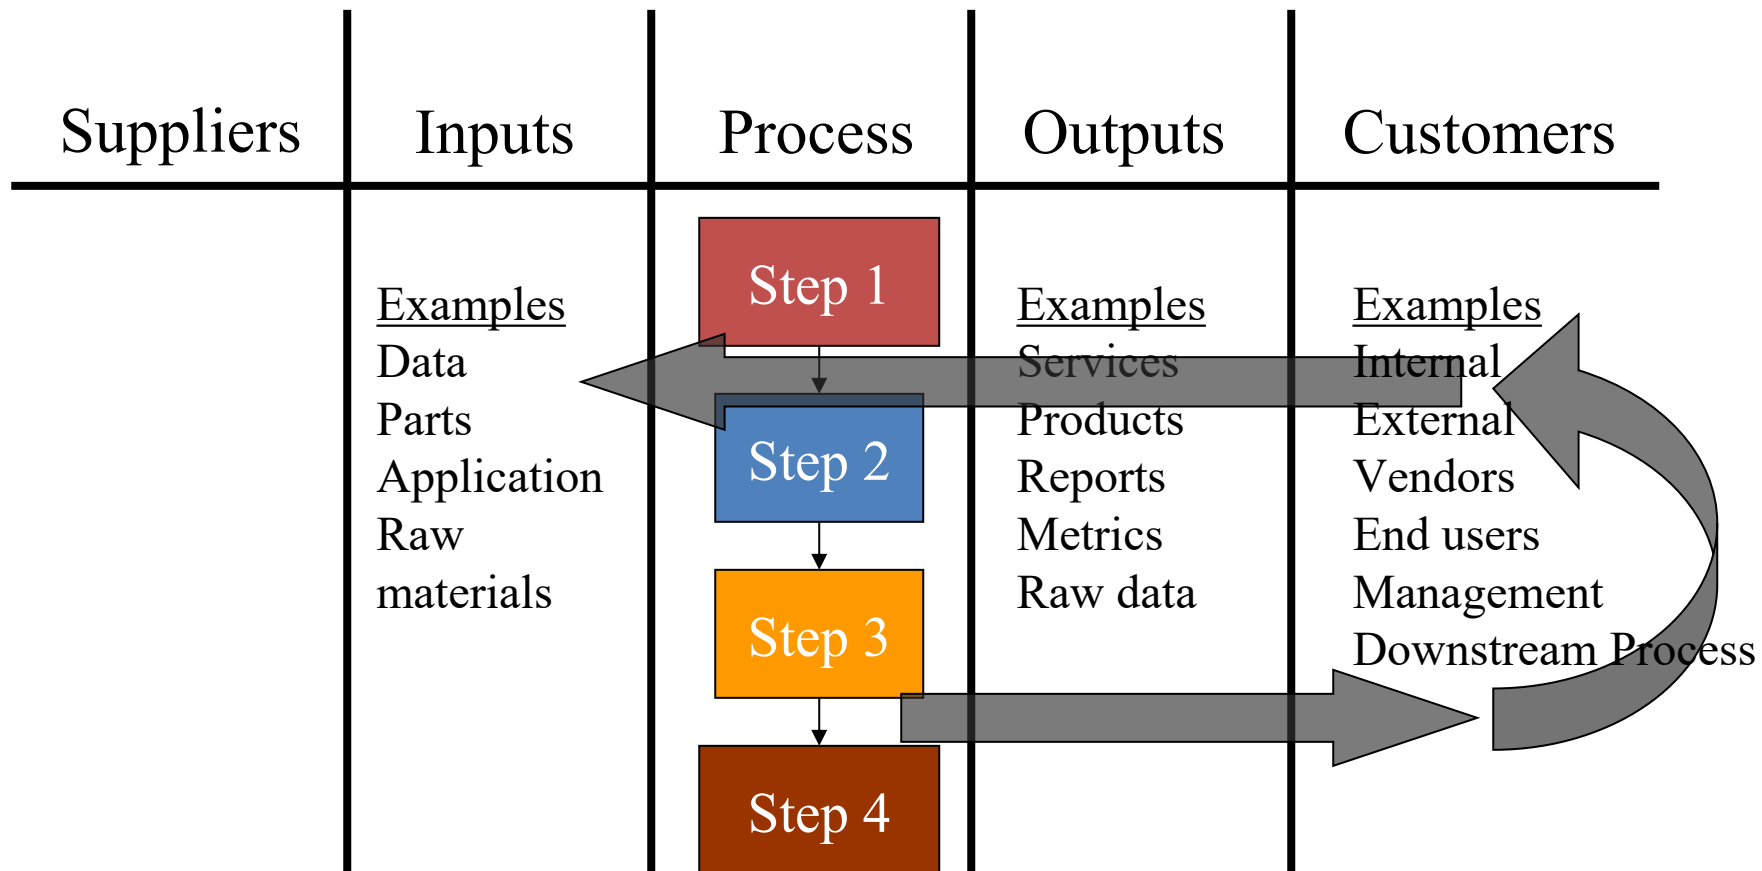 Suppliers
Inputs
Process
Outputs
Customers
Examples
Data
Parts
Application
Raw
materials
Step 1
Step 2
Step 3
Step 4
Examples
Services
Products
Reports
Metrics
Raw data
Examples
Internal
External
Vendors
End users
Management
Downstream Process